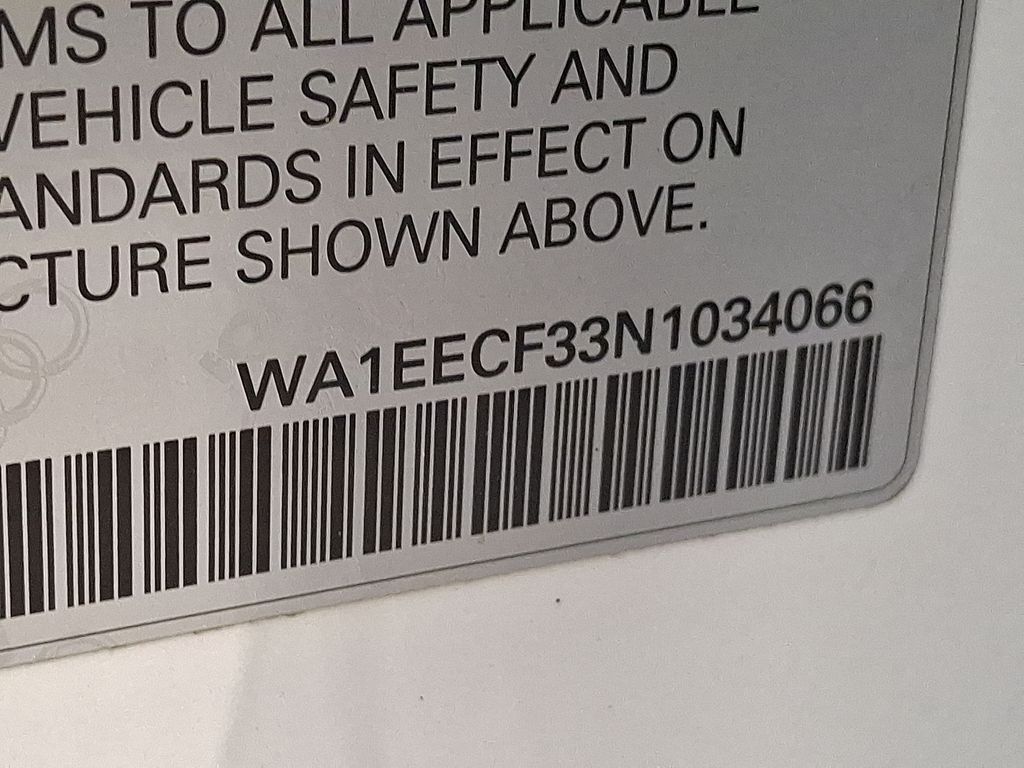 MS TO ALL APPLICABLE
VEHICLE SAFETY AND
ANDARDS IN EFFECT ON
CTURE SHOWN ABOVE.
WA1EECF33N1034066